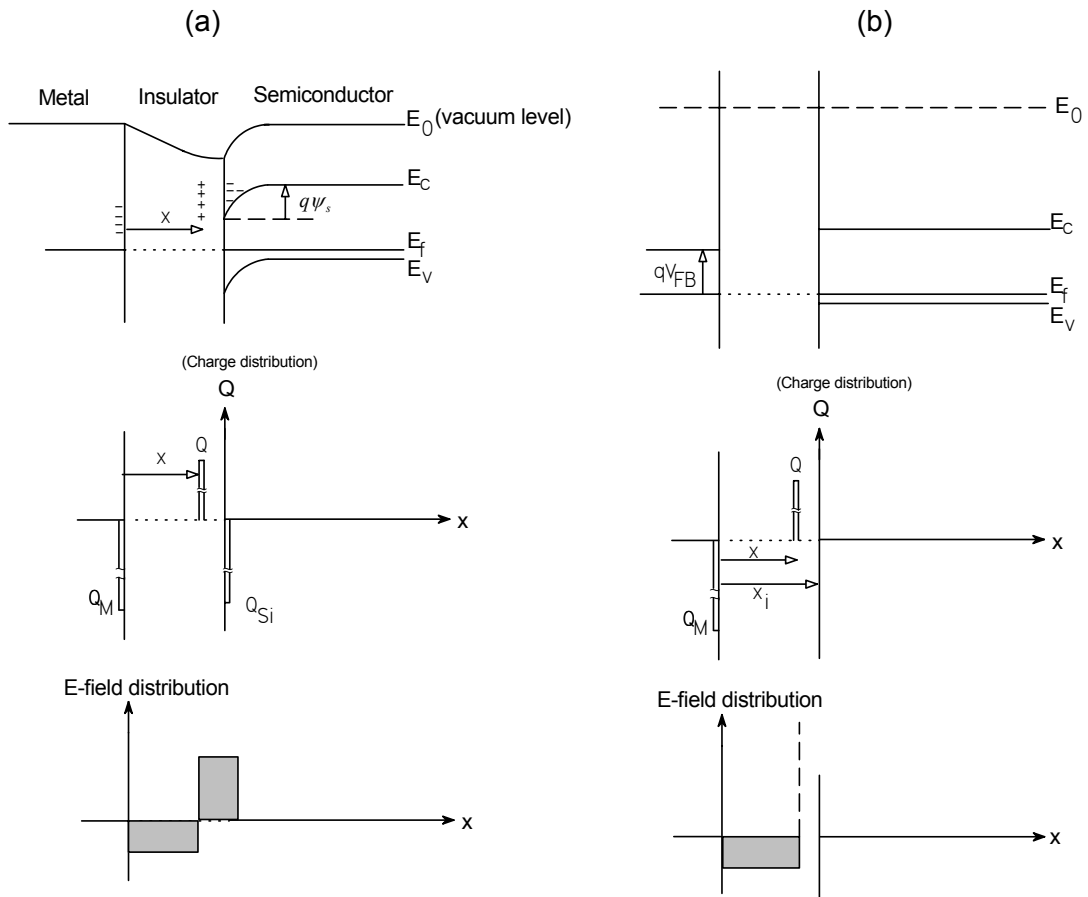 (a)
Metal Insulator Semiconductor
E0 (vacuum level)
EC
qψs
x
Ef
EV
++++
(Charge distribution)
Q
Q
x
x
QM
QSi
E-field distribution
x
(b)
E0
EC
qVFB
Ef
EV
(Charge distribution)
Q
Q
x
x
xi
QM
E-field distribution
x